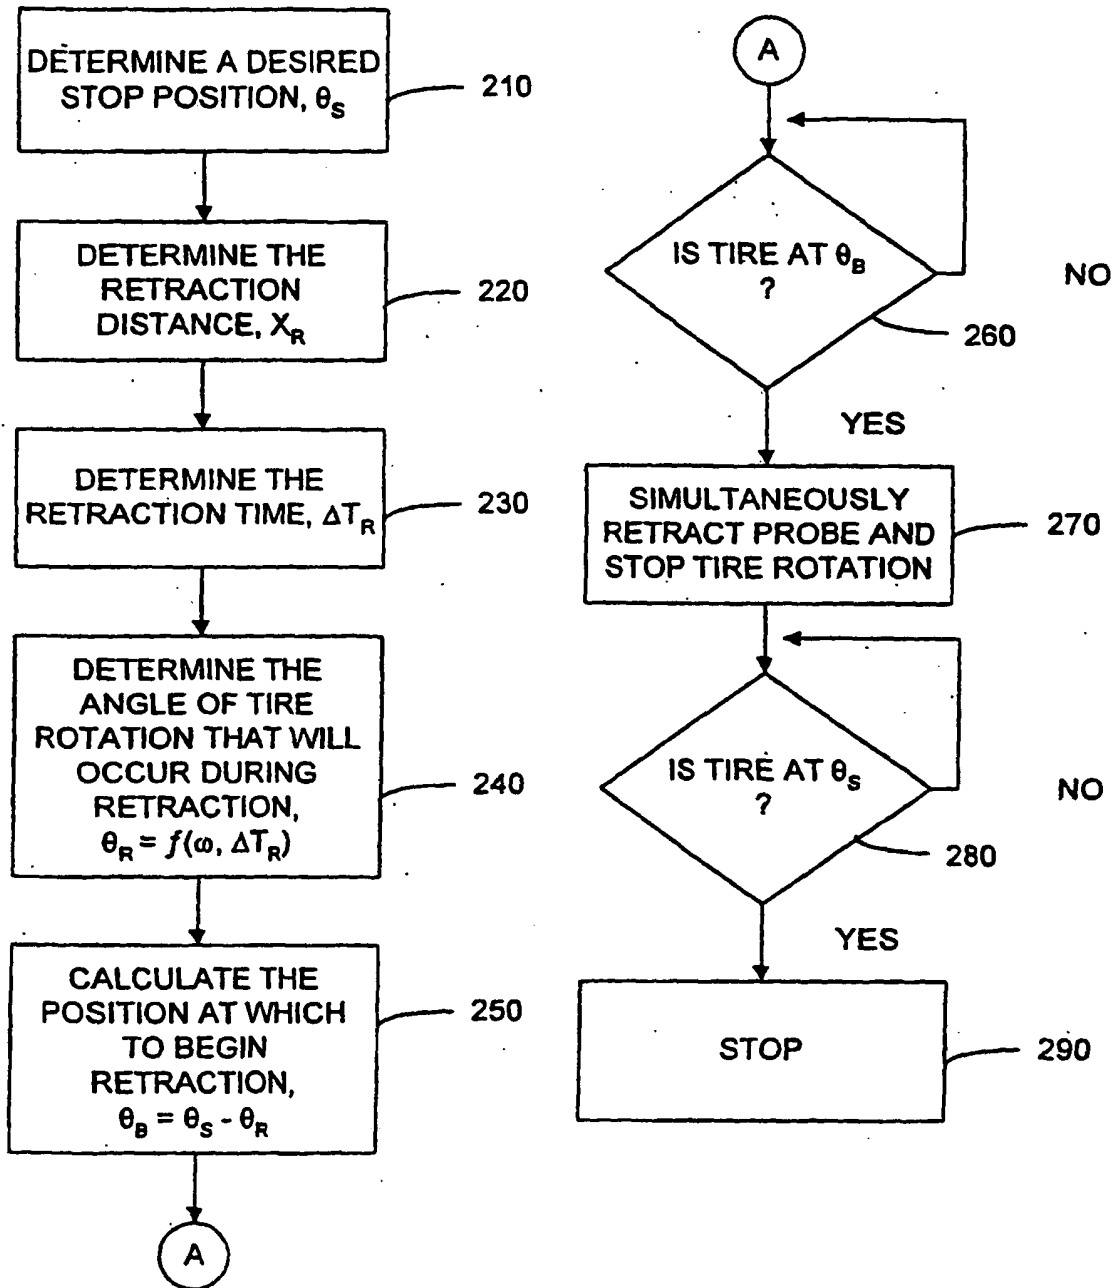 DETERMINE A DESIRED
STOP POSITION, θS
210
DETERMINE THE
RETRACTION
DISTANCE, XR
220
DETERMINE THE
RETRACTION TIME, ΔTR
230
DETERMINE THE
ANGLE OF TIRE
ROTATION THAT WILL
OCCUR DURING
RETRACTION,
θR = f(ω, ΔTR)
240
CALCULATE THE
POSITION AT WHICH
TO BEGIN
RETRACTION,
θB = θS - θR
250
A
A
IS TIRE AT θB
?
NO
260
YES
SIMULTANEOUSLY
RETRACT PROBE AND
STOP TIRE ROTATION
270
IS TIRE AT θS
?
NO
280
YES
STOP
290